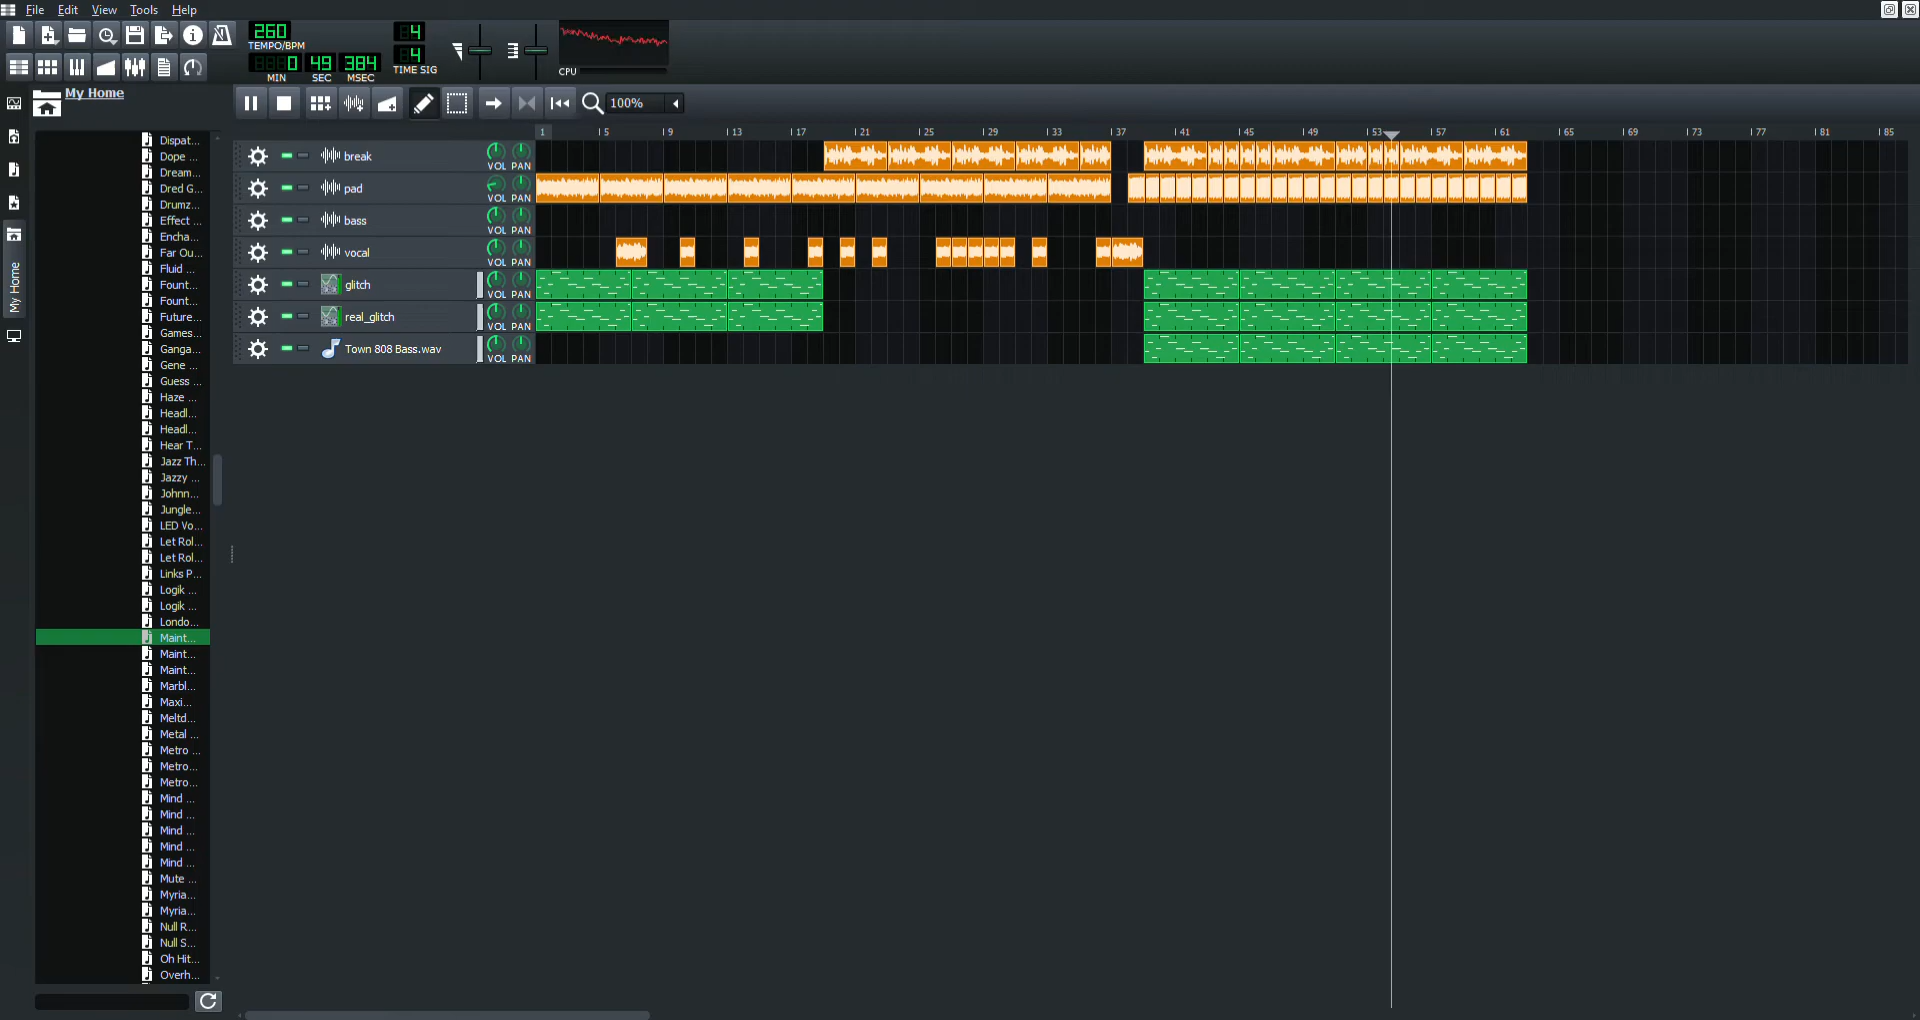 File Edit View Tools Help
260
TEMPO/BPM
0 49 384
MIN SEC MSEC
4
4
TIME SIG
CPU
My Home
My Home
100%
1 5 9 13 17 21 25 29 33 37 41 45 49 53 57 61 65 69 73 77 81 85
break VOL PAN
pad VOL PAN
bass VOL PAN
vocal VOL PAN
glitch VOL PAN
real_glitch VOL PAN
Town 808 Bass.wav VOL PAN
Dispat...
Dope ...
Dream...
Dred G...
Drumz...
Effect ...
Encha...
Far Ou...
Fluid ...
Fount...
Fount...
Future...
Games...
Ganga...
Gene ...
Guess ...
Haze ...
Headl...
Headl...
Hear T...
Jazz Th...
Jazzy ...
Johnn...
Jungle...
LED Vo...
Let Rol...
Let Rol...
Links P...
Logik ...
Logik ...
Londo...
Maint...
Maint...
Maint...
Marbl...
Maxi...
Meltd...
Metal ...
Metro ...
Metro...
Metro...
Mind ...
Mind ...
Mind ...
Mind ...
Mind ...
Mute ...
Myria...
Myria...
Null R...
Null S...
Oh Hit...
Overh...